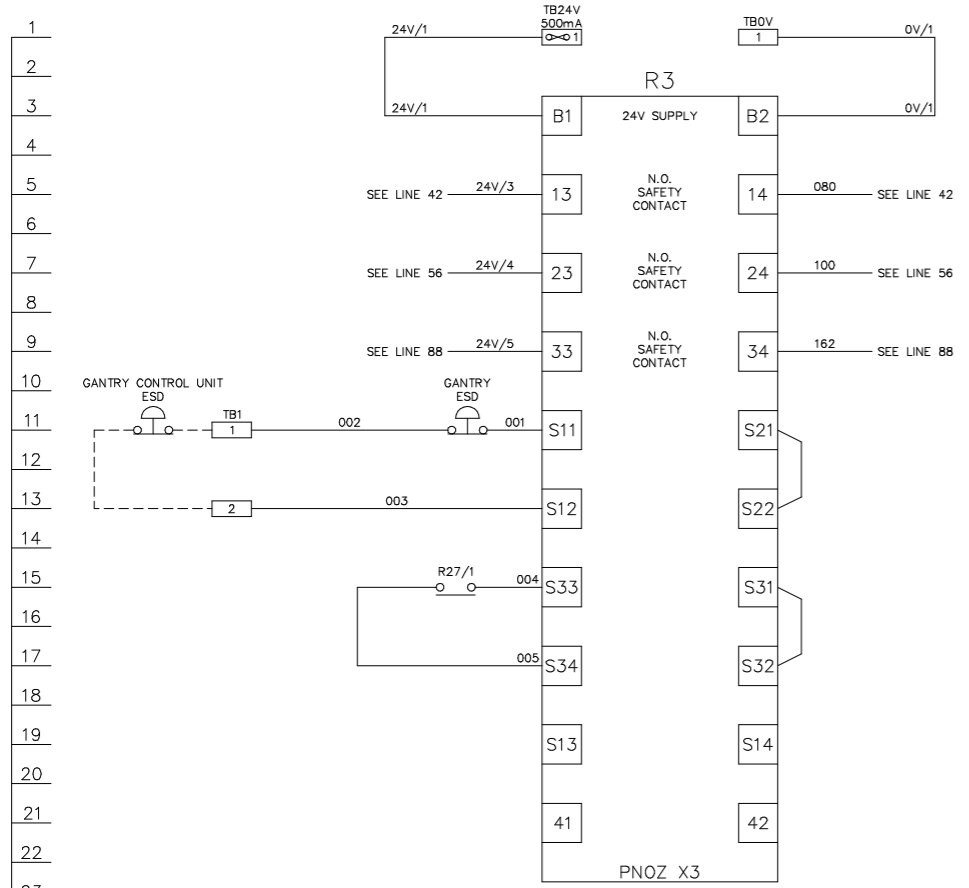 TB24V
500mA
TB0V
1
24V/1
1
1
0V/1
2
R3
3
24V/1
B1
24V SUPPLY
B2
0V/1
4
5
SEE LINE 42
24V/3
13
N.O.
SAFETY
CONTACT
14
080
SEE LINE 42
6
7
SEE LINE 56
24V/4
23
N.O.
SAFETY
CONTACT
24
100
SEE LINE 56
8
9
SEE LINE 88
24V/5
33
N.O.
SAFETY
CONTACT
34
162
SEE LINE 88
10
GANTRY CONTROL UNIT
ESD
GANTRY
ESD
11
TB1
1
002
001
S11
S21
12
13
2
003
S12
S22
14
15
R27/1
004
S33
S31
16
17
005
S34
S32
18
19
S13
S14
20
21
41
42
22
PNOZ X3
23